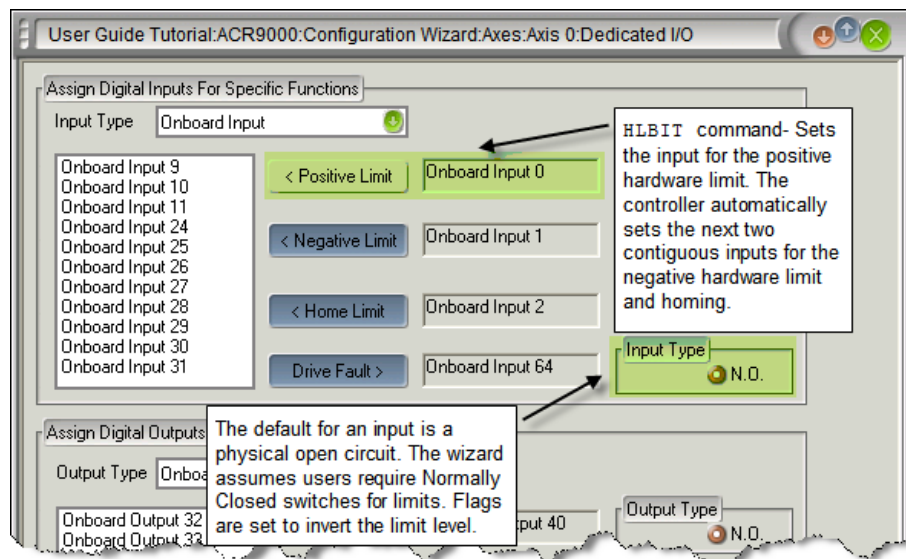 User Guide Tutorial:ACR9000:Configuration Wizard:Axes:Axis 0:Dedicated I/O
Assign Digital Inputs For Specific Functions
Input Type
Onboard Input
Onboard Input 9
Onboard Input 10
Onboard Input 11
Onboard Input 24
Onboard Input 25
Onboard Input 26
Onboard Input 27
Onboard Input 28
Onboard Input 29
Onboard Input 30
Onboard Input 31
< Positive Limit
Onboard Input 0
< Negative Limit
Onboard Input 1
< Home Limit
Onboard Input 2
Drive Fault >
Onboard Input 64
HLBIT command- Sets
the input for the positive
hardware limit. The
controller automatically
sets the next two
contiguous inputs for the
negative hardware limit
and homing.
Input Type
N.O.
The default for an input is a
physical open circuit. The wizard
assumes users require Normally
Closed switches for limits. Flags
are set to invert the limit level.
Assign Digital Outputs
Output Type
Onboa
Onboard Output 32
Onboard Output 33
put 40
Output Type
N.O.